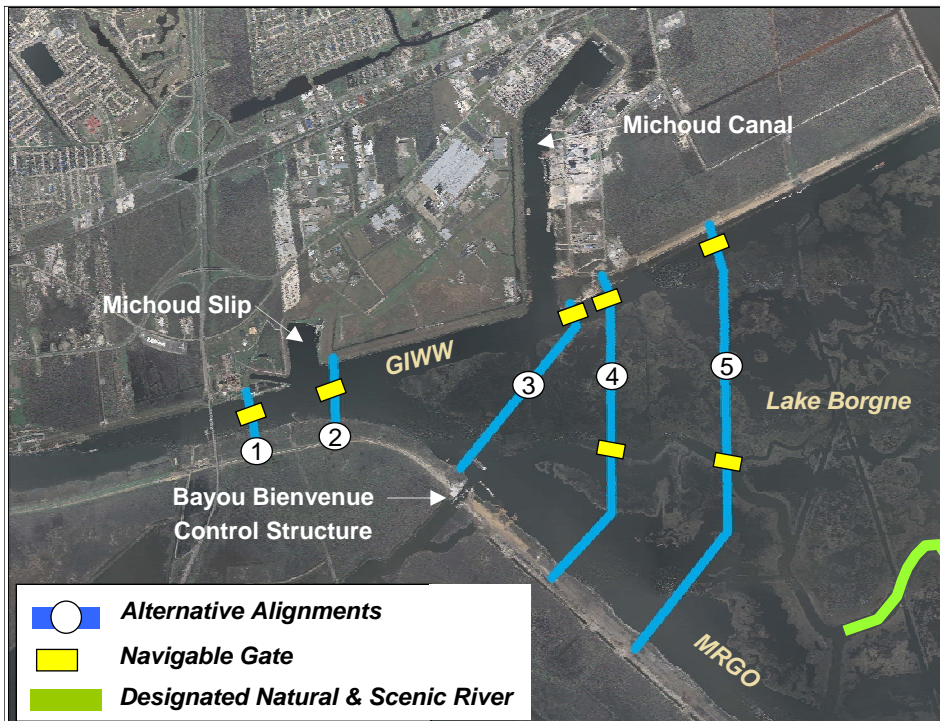 Michoud Canal
Michoud Slip
GIWW
3
4
5
Lake Borgne
1
2
Bayou Bienvenue
Control Structure
MRGO
Alternative Alignments
Navigable Gate
Designated Natural & Scenic River